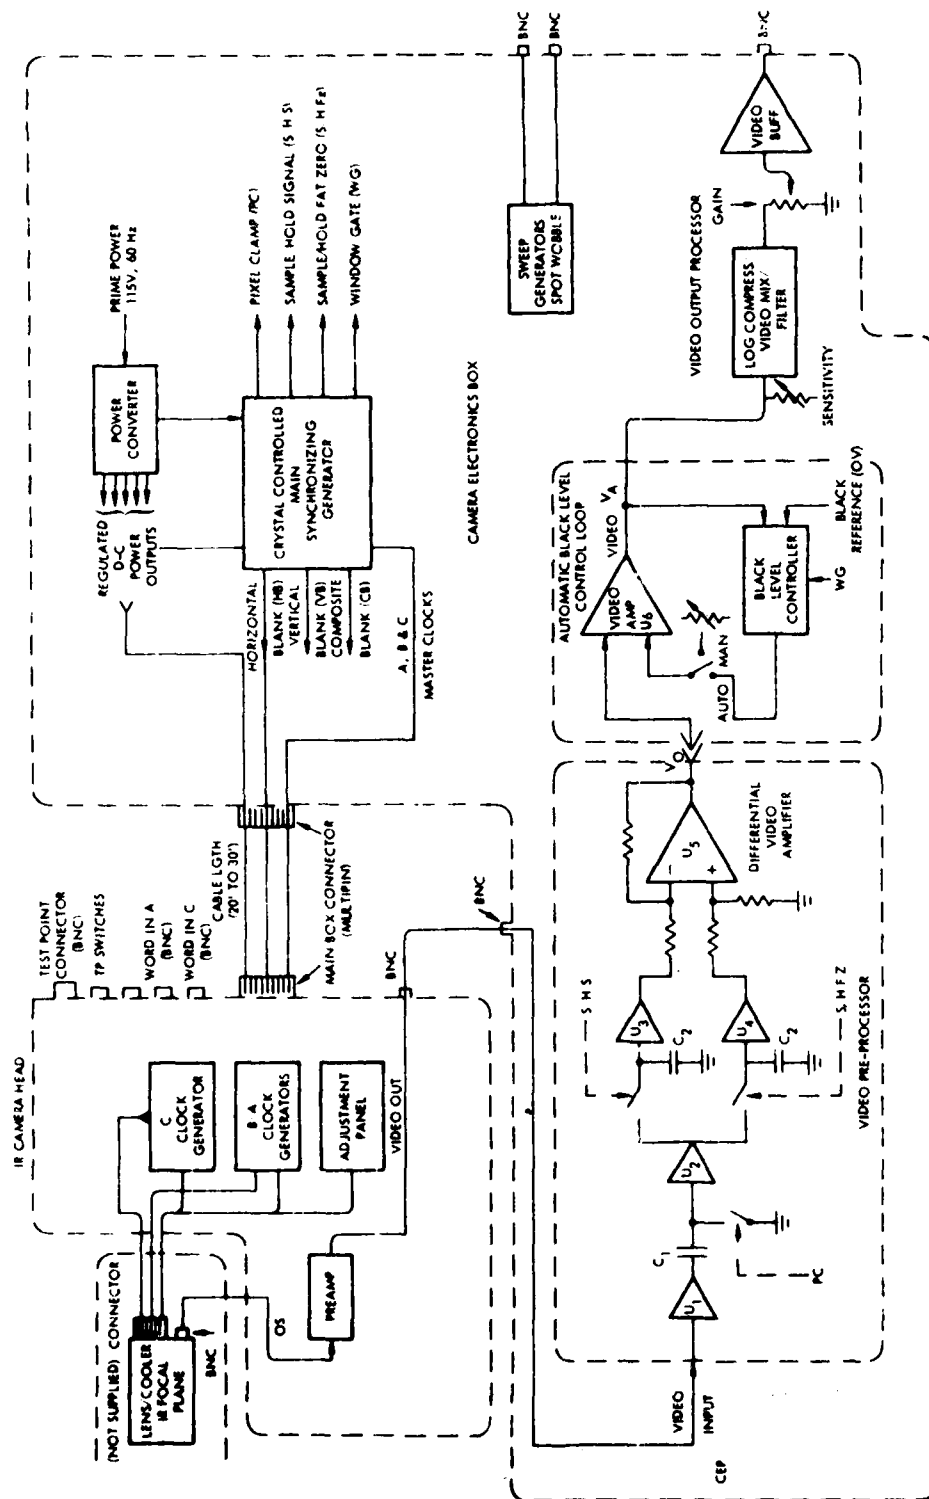 IR CAMERA HEAD
(NOT SUPPLIED)
CONNECTOR
LENS/COOLER
IR FOCAL
PLANE
BNC
OS
PREAMP
C
CLOCK
GENERATOR
B A
CLOCK
GENERATORS
ADJUSTMENT
PANEL
VIDEO OUT
BNC
TEST POINT
CONNECTOR
(BNC)
TP SWITCHES
WORD IN A
(BNC)
WORD IN C
(BNC)
CABLE LGTH
(20' TO 30')
MAIN BOX CONNECTOR
(MULTIPIN)
BNC
PRIME POWER
115V, 60 Hz
POWER
CONVERTER
REGULATED
D-C
POWER
OUTPUTS
CRYSTAL CONTROLLED
MAIN
SYNCHRONIZING
GENERATOR
PIXEL CLAMP (PC)
SAMPLE HOLD SIGNAL (S H S)
SAMPLE/HOLD FAT ZERO (S H Fz)
WINDOW GATE (WG)
HORIZONTAL
BLANK (HB)
VERTICAL
BLANK (VB)
COMPOSITE
BLANK (CB)
A, B & C
MASTER CLOCKS
CAMERA ELECTRONICS BOX
SWEEP
GENERATORS
SPOT WOBBLE
BNC
BNC
BNC
CEP
VIDEO
INPUT
U1
C1
PC
U2
S H S
U3
C2
U4
C2
S.H F Z
U5
-
+
DIFFERENTIAL
VIDEO
AMPLIFIER
VIDEO PRE-PROCESSOR
VO
AUTOMATIC BLACK LEVEL
CONTROL LOOP
VIDEO
VA
VIDEO
AMP
U6
AUTO
MAN
BLACK
LEVEL
CONTROLLER
WG
BLACK
REFERENCE (OV)
SENSITIVITY
VIDEO OUTPUT PROCESSOR
LOG COMPRESS
VIDEO MIX/
FILTER
GAIN
VIDEO
BUFF